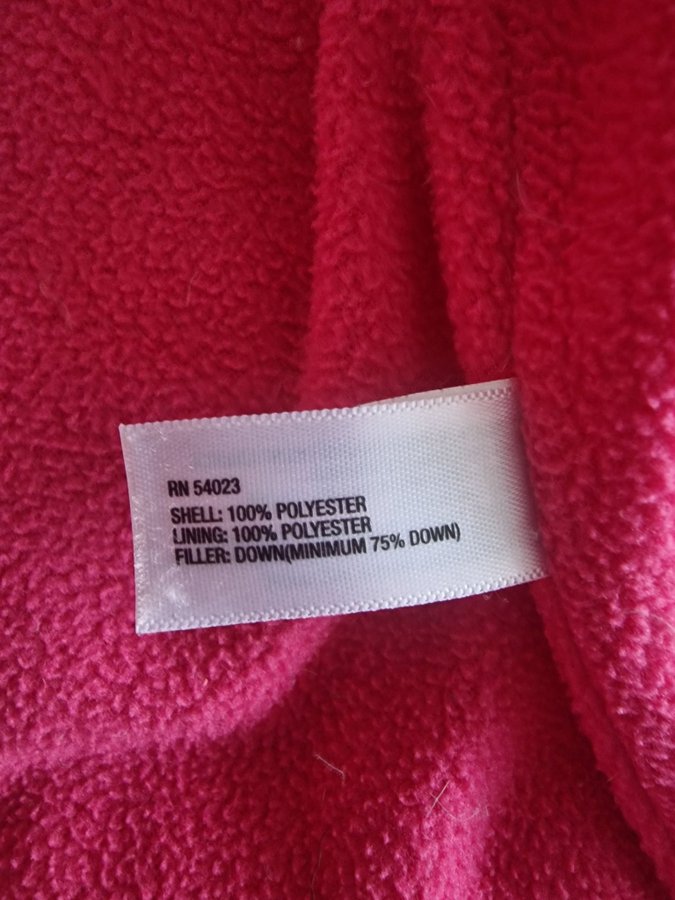 RN 54023
SHELL: 100% POLYESTER
LINING: 100% POLYESTER
FILLER: DOWN(MINIMUM 75% DOWN)